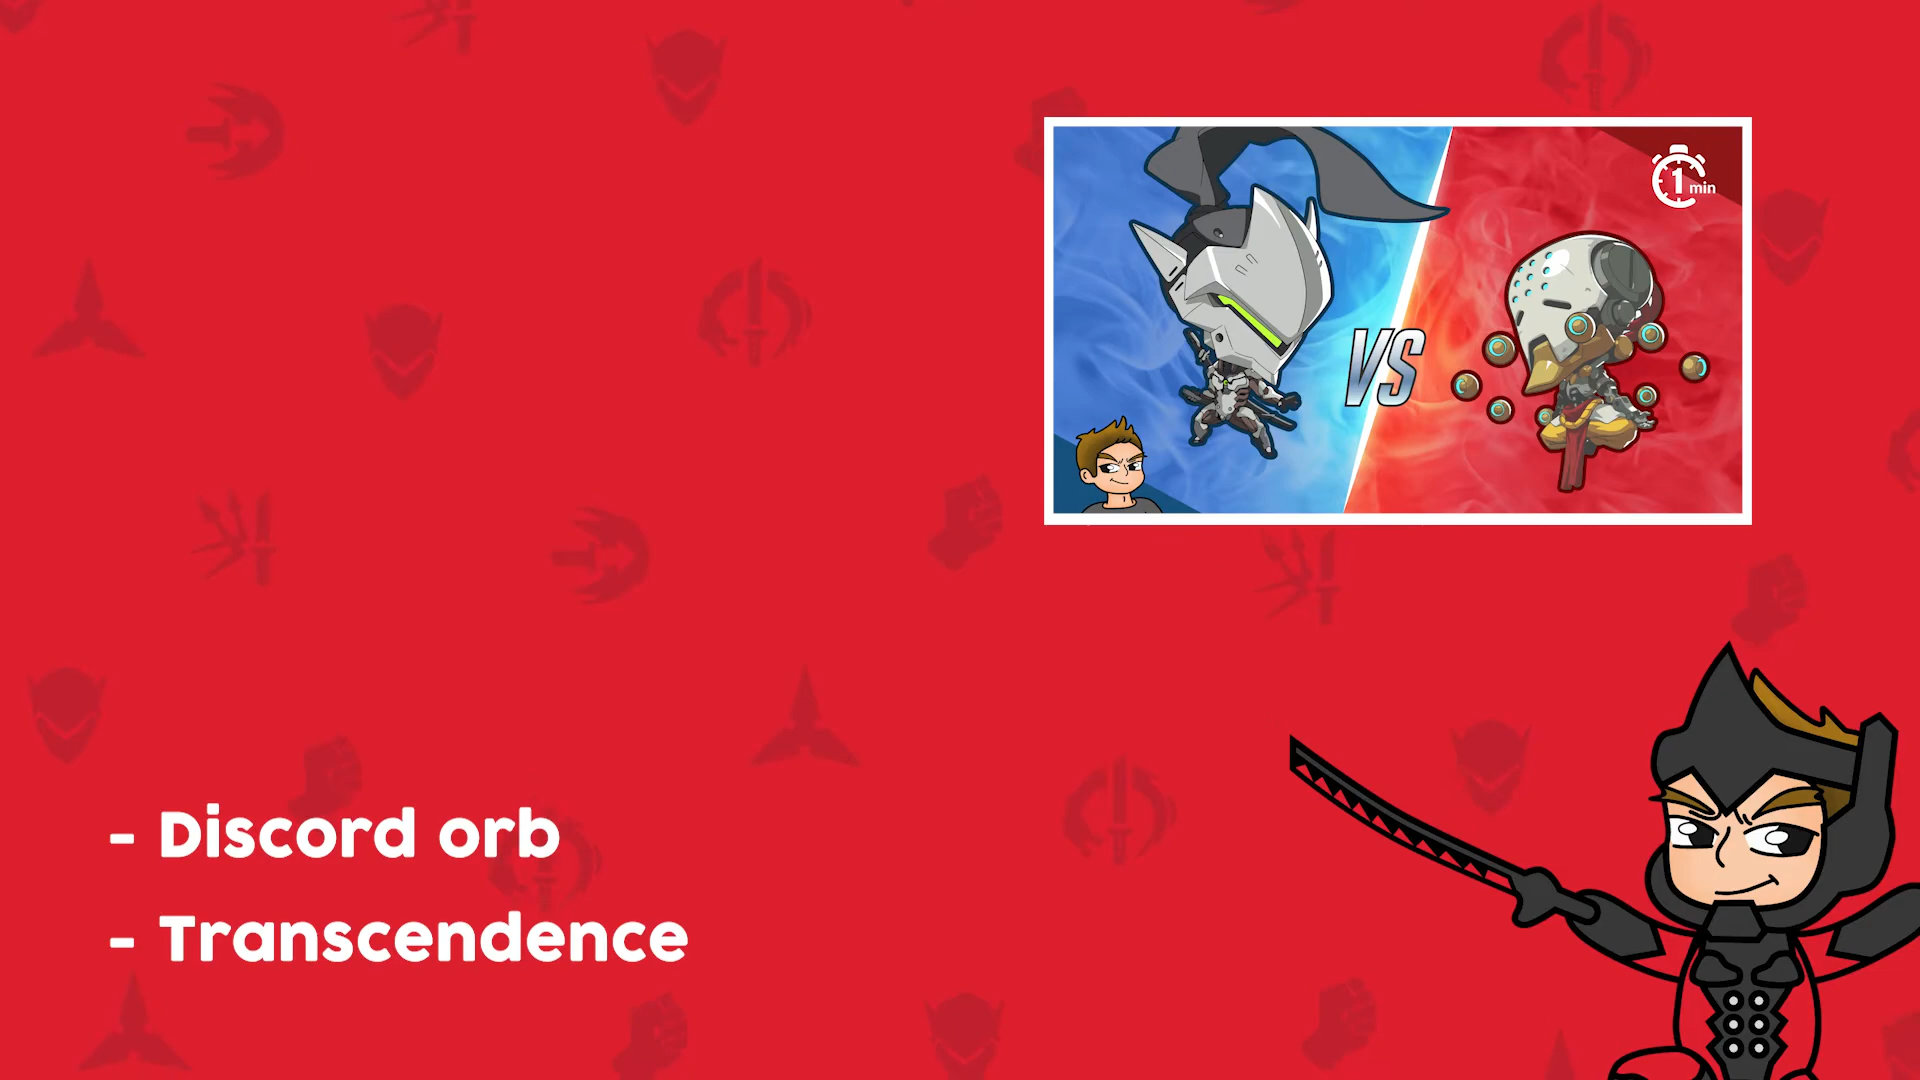 1 min
VS
- Discord orb
- Transcendence